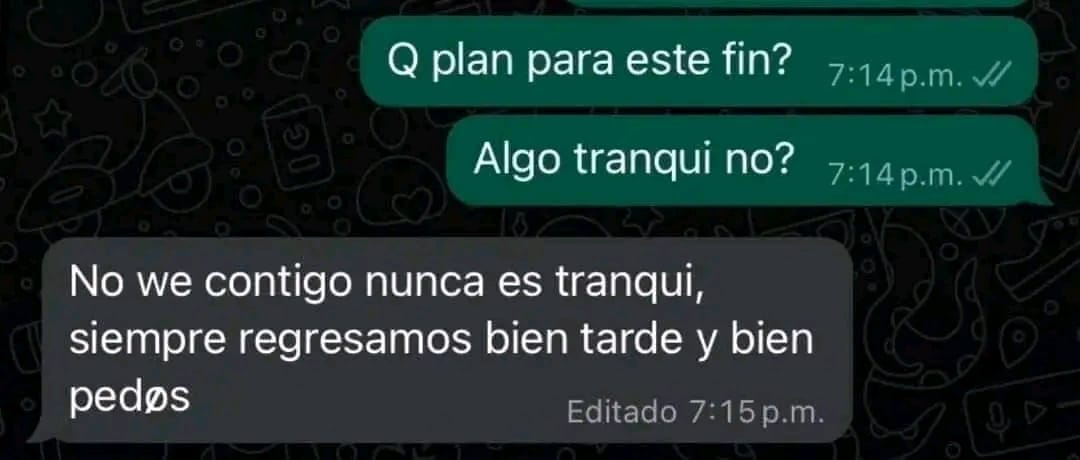 Q plan para este fin? 7:14 p.m.
Algo tranqui no? 7:14 p.m.
No we contigo nunca es tranqui,
siempre regresamos bien tarde y bien
pedøs
Editado 7:15 p.m.